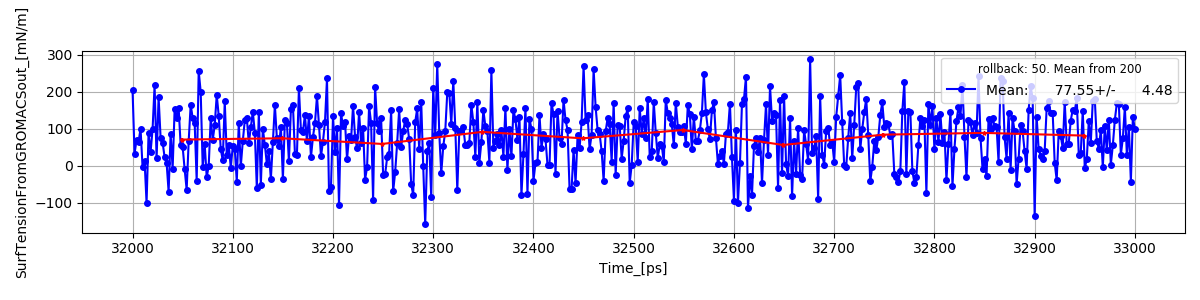 SurfTensionFromGROMACSout_[mN/m]
300
200
100
0
−100
rollback: 50. Mean from 200
Mean: 77.55+/- 4.48
32000 32100 32200 32300 32400 32500 32600 32700 32800 32900 33000
Time_[ps]